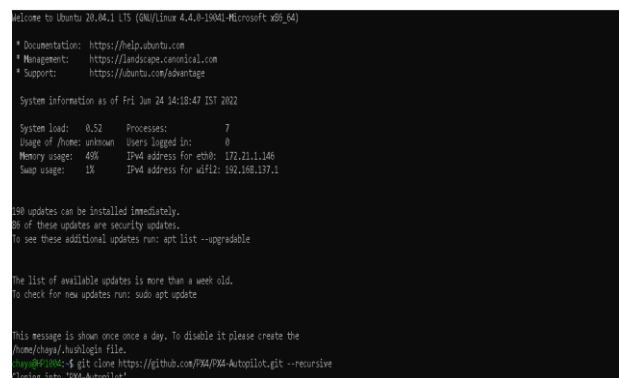 Welcome to Ubuntu 20.04.1 LTS (GNU/Linux 4.4.0-19041-Microsoft x86_64)
* Documentation: https://help.ubuntu.com
* Management: https://landscape.canonical.com
* Support: https://ubuntu.com/advantage
System information as of Fri Jun 24 14:18:47 IST 2022
System load: 0.52 Processes: 7
Usage of /home: unknown Users logged in: 0
Memory usage: 49% IPv4 address for eth0: 172.21.1.146
Swap usage: 1% IPv4 address for wifi2: 192.168.137.1
190 updates can be installed immediately.
86 of these updates are security updates.
To see these additional updates run: apt list --upgradable
The list of available updates is more than a week old.
To check for new updates run: sudo apt update
This message is shown once once a day. To disable it please create the
/home/chaya/.hushlogin file.
chaya@HP1004:~$ git clone https://github.com/PX4/PX4-Autopilot.git --recursive
Cloning into 'PX4-Autopilot'